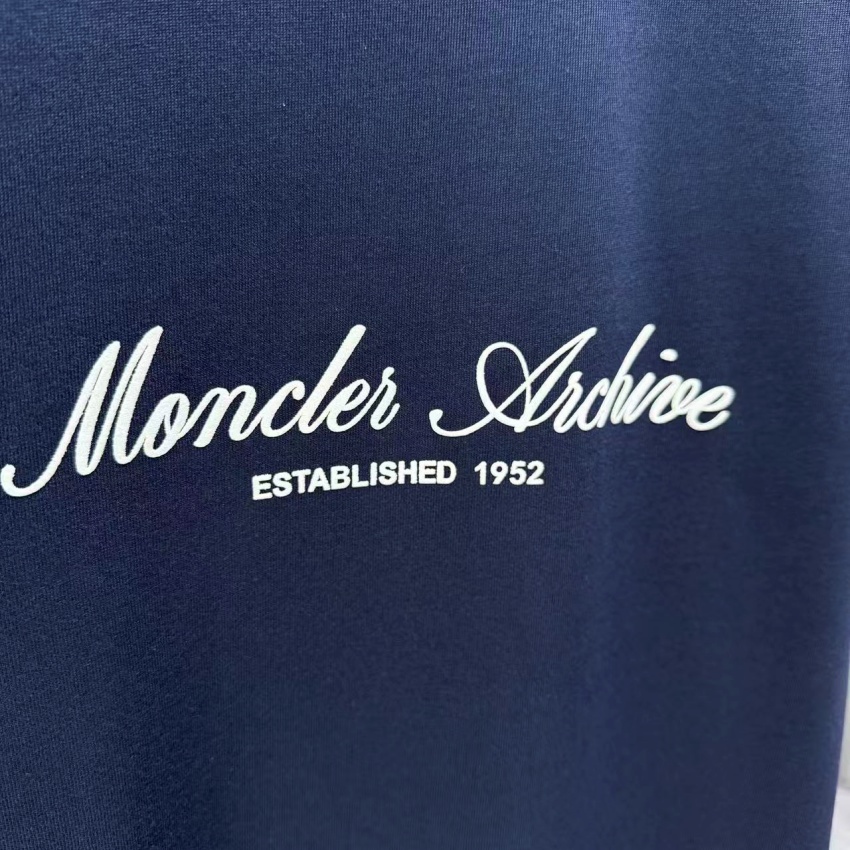 Moncler Archive
ESTABLISHED 1952